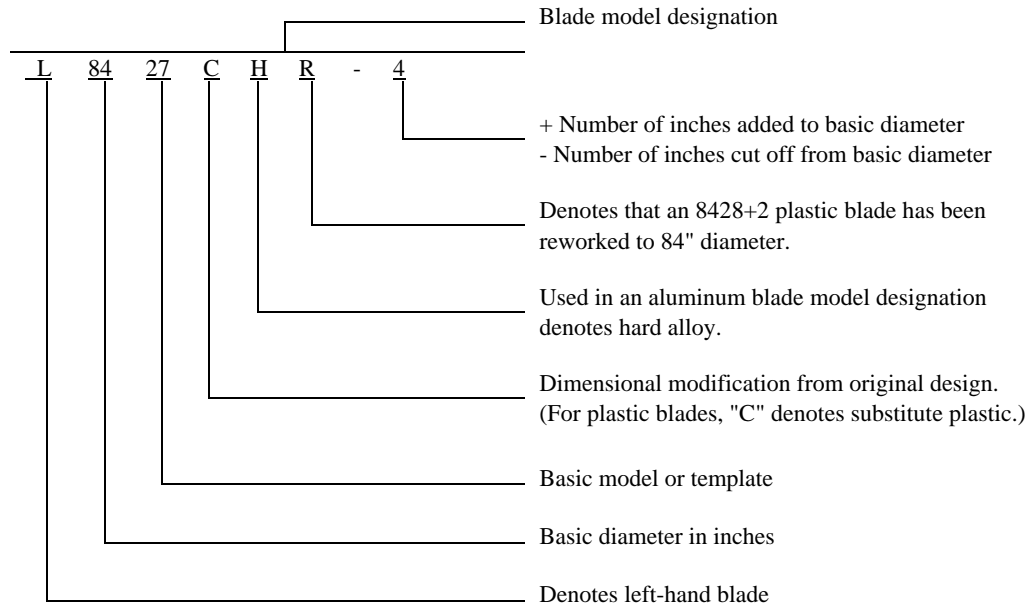 Blade model designation
L 84 27 C H R - 4
+ Number of inches added to basic diameter
- Number of inches cut off from basic diameter
Denotes that an 8428+2 plastic blade has been
reworked to 84" diameter.
Used in an aluminum blade model designation
denotes hard alloy.
Dimensional modification from original design.
(For plastic blades, "C" denotes substitute plastic.)
Basic model or template
Basic diameter in inches
Denotes left-hand blade